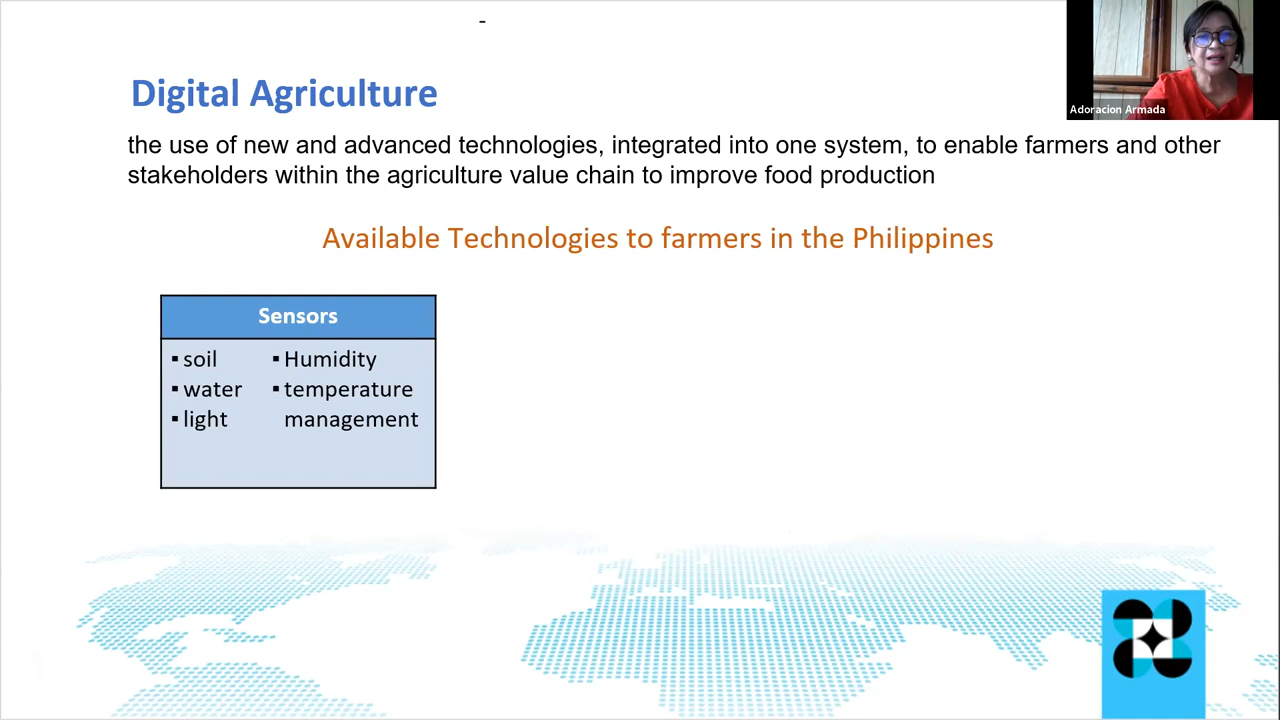 -
Adoracion Armada
Digital Agriculture
the use of new and advanced technologies, integrated into one system, to enable farmers and other
stakeholders within the agriculture value chain to improve food production
Available Technologies to farmers in the Philippines
Sensors
▪ soil
▪ water
▪ light
▪ Humidity
▪ temperature
management